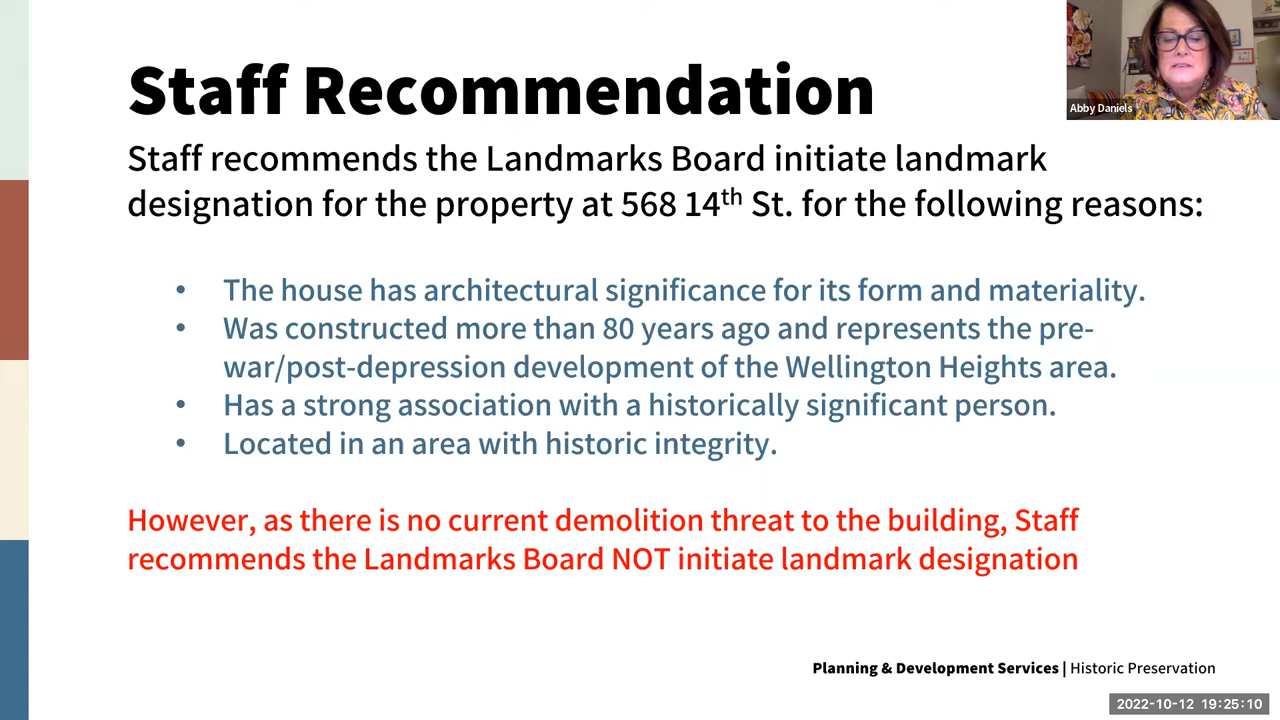 Staff Recommendation
Abby Daniels
Staff recommends the Landmarks Board initiate landmark
designation for the property at 568 14th St. for the following reasons:
• The house has architectural significance for its form and materiality.
• Was constructed more than 80 years ago and represents the pre-
war/post-depression development of the Wellington Heights area.
• Has a strong association with a historically significant person.
• Located in an area with historic integrity.
However, as there is no current demolition threat to the building, Staff
recommends the Landmarks Board NOT initiate landmark designation
Planning & Development Services | Historic Preservation
2022-10-12 19:25:10